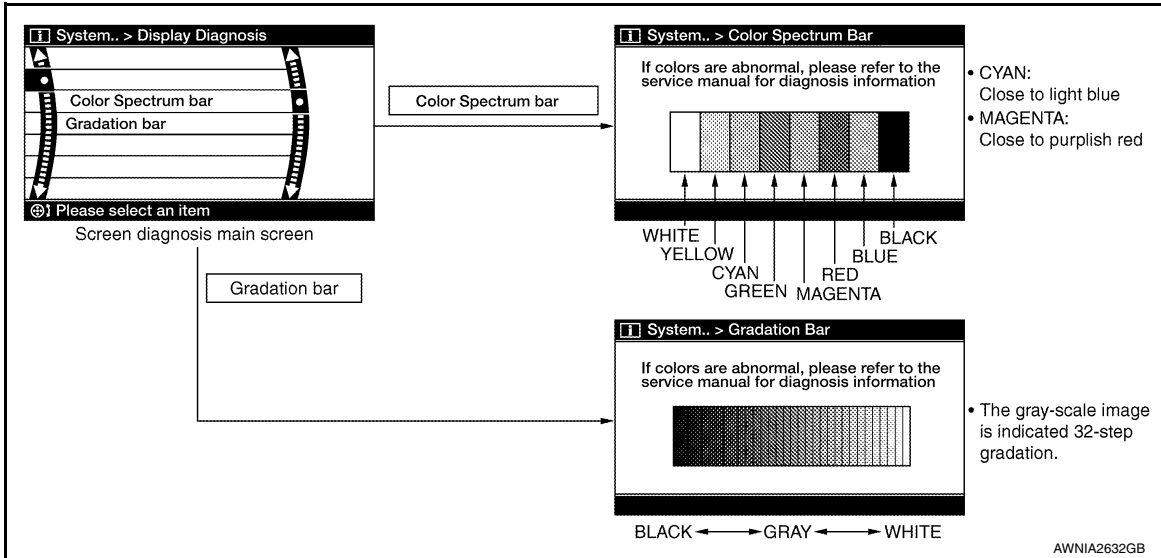 System.. > Display Diagnosis
Color Spectrum bar
Gradation bar
Please select an item
Screen diagnosis main screen
Color Spectrum bar
System.. > Color Spectrum Bar
If colors are abnormal, please refer to the
service manual for diagnosis information
WHITE
YELLOW
CYAN
GREEN
MAGENTA
RED
BLUE
BLACK
• CYAN:
Close to light blue
• MAGENTA:
Close to purplish red
Gradation bar
System.. > Gradation Bar
If colors are abnormal, please refer to the
service manual for diagnosis information
BLACK GRAY WHITE
• The gray-scale image
is indicated 32-step
gradation.
AWNIA2632GB